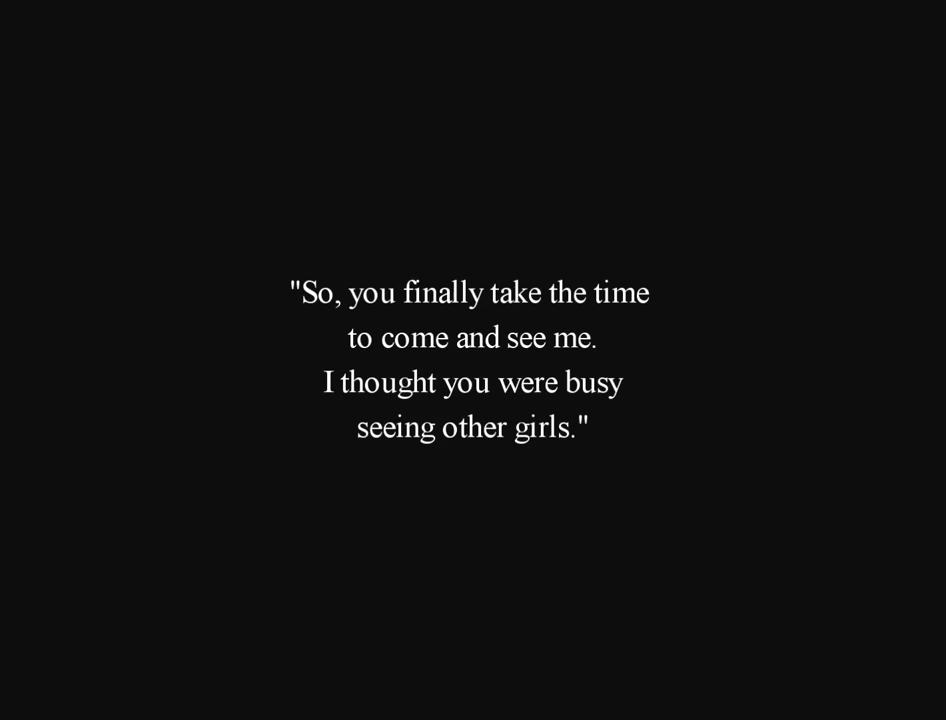 "So, you finally take the time
to come and see me.
I thought you were busy
seeing other girls."